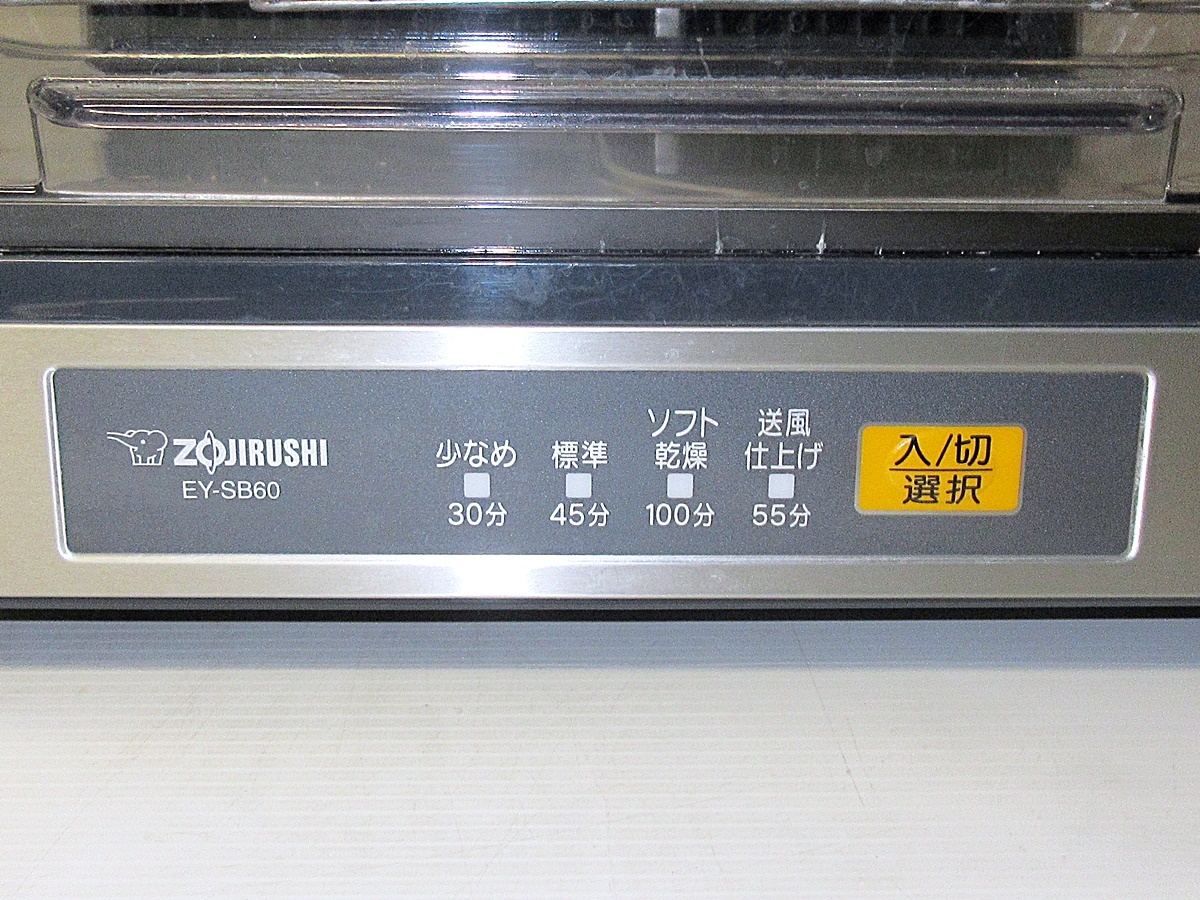 ZOJIRUSHI
EY-SB60
少なめ
30分
標準
45分
ソフト
乾燥
100分
送風
仕上げ
55分
入/切
選択